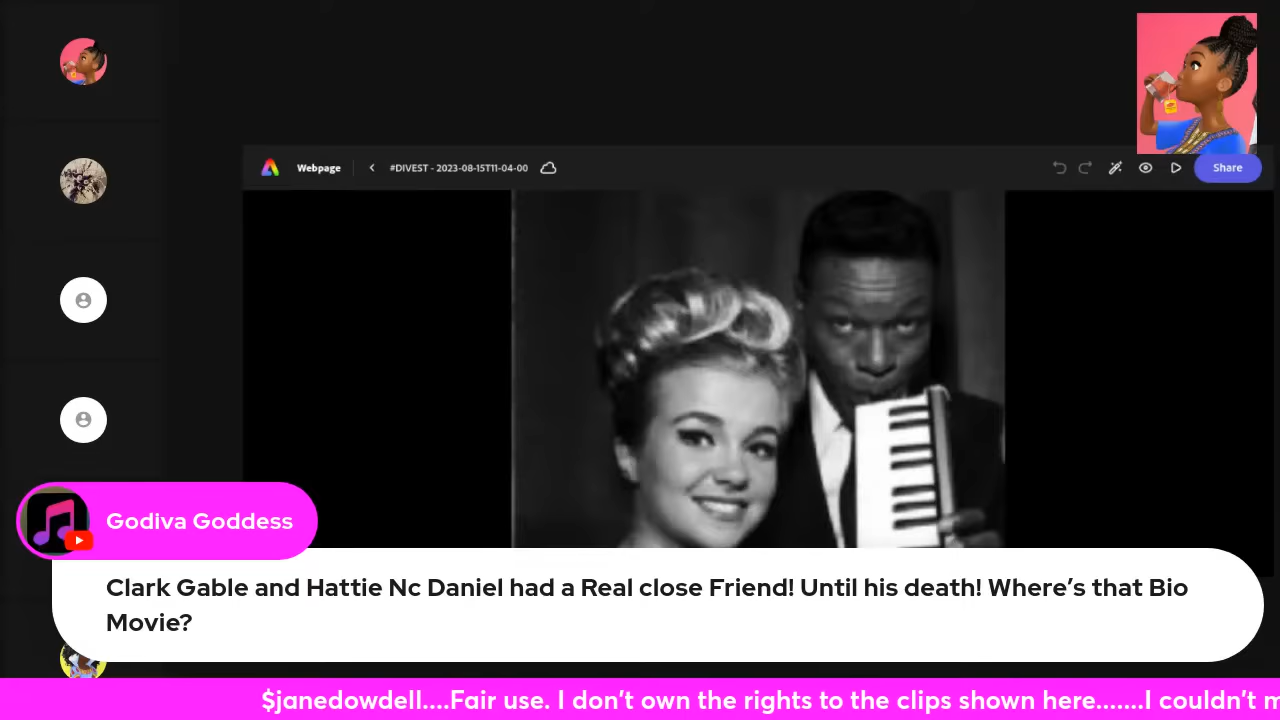 Webpage
#DIVEST - 2023-08-15T11-04-00
Share
Godiva Goddess
Clark Gable and Hattie Nc Daniel had a Real close Friend! Until his death! Where’s that Bio
Movie?
$janedowdell....Fair use. I don’t own the rights to the clips shown here.......I couldn’t m